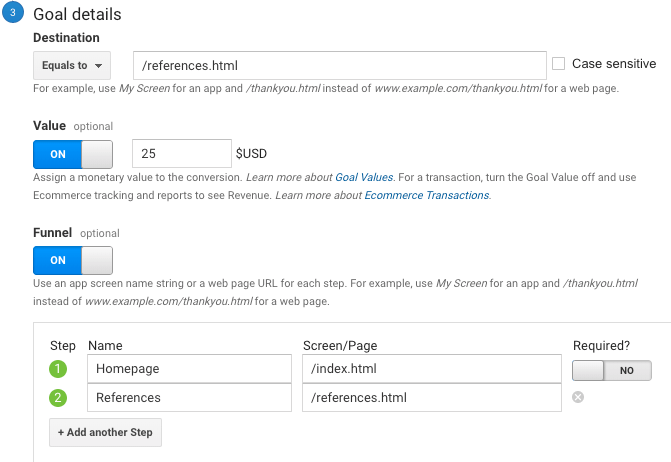 3 Goal details
Destination
Equals to /references.html Case sensitive
For example, use My Screen for an app and /thankyou.html instead of www.example.com/thankyou.html for a web page.
Value optional
ON 25 $USD
Assign a monetary value to the conversion. Learn more about Goal Values. For a transaction, turn the Goal Value off and use
Ecommerce tracking and reports to see Revenue. Learn more about Ecommerce Transactions.
Funnel optional
ON
Use an app screen name string or a web page URL for each step. For example, use My Screen for an app and /thankyou.html
instead of www.example.com/thankyou.html for a web page.
Step Name Screen/Page Required?
1 Homepage /index.html NO
2 References /references.html
+ Add another Step